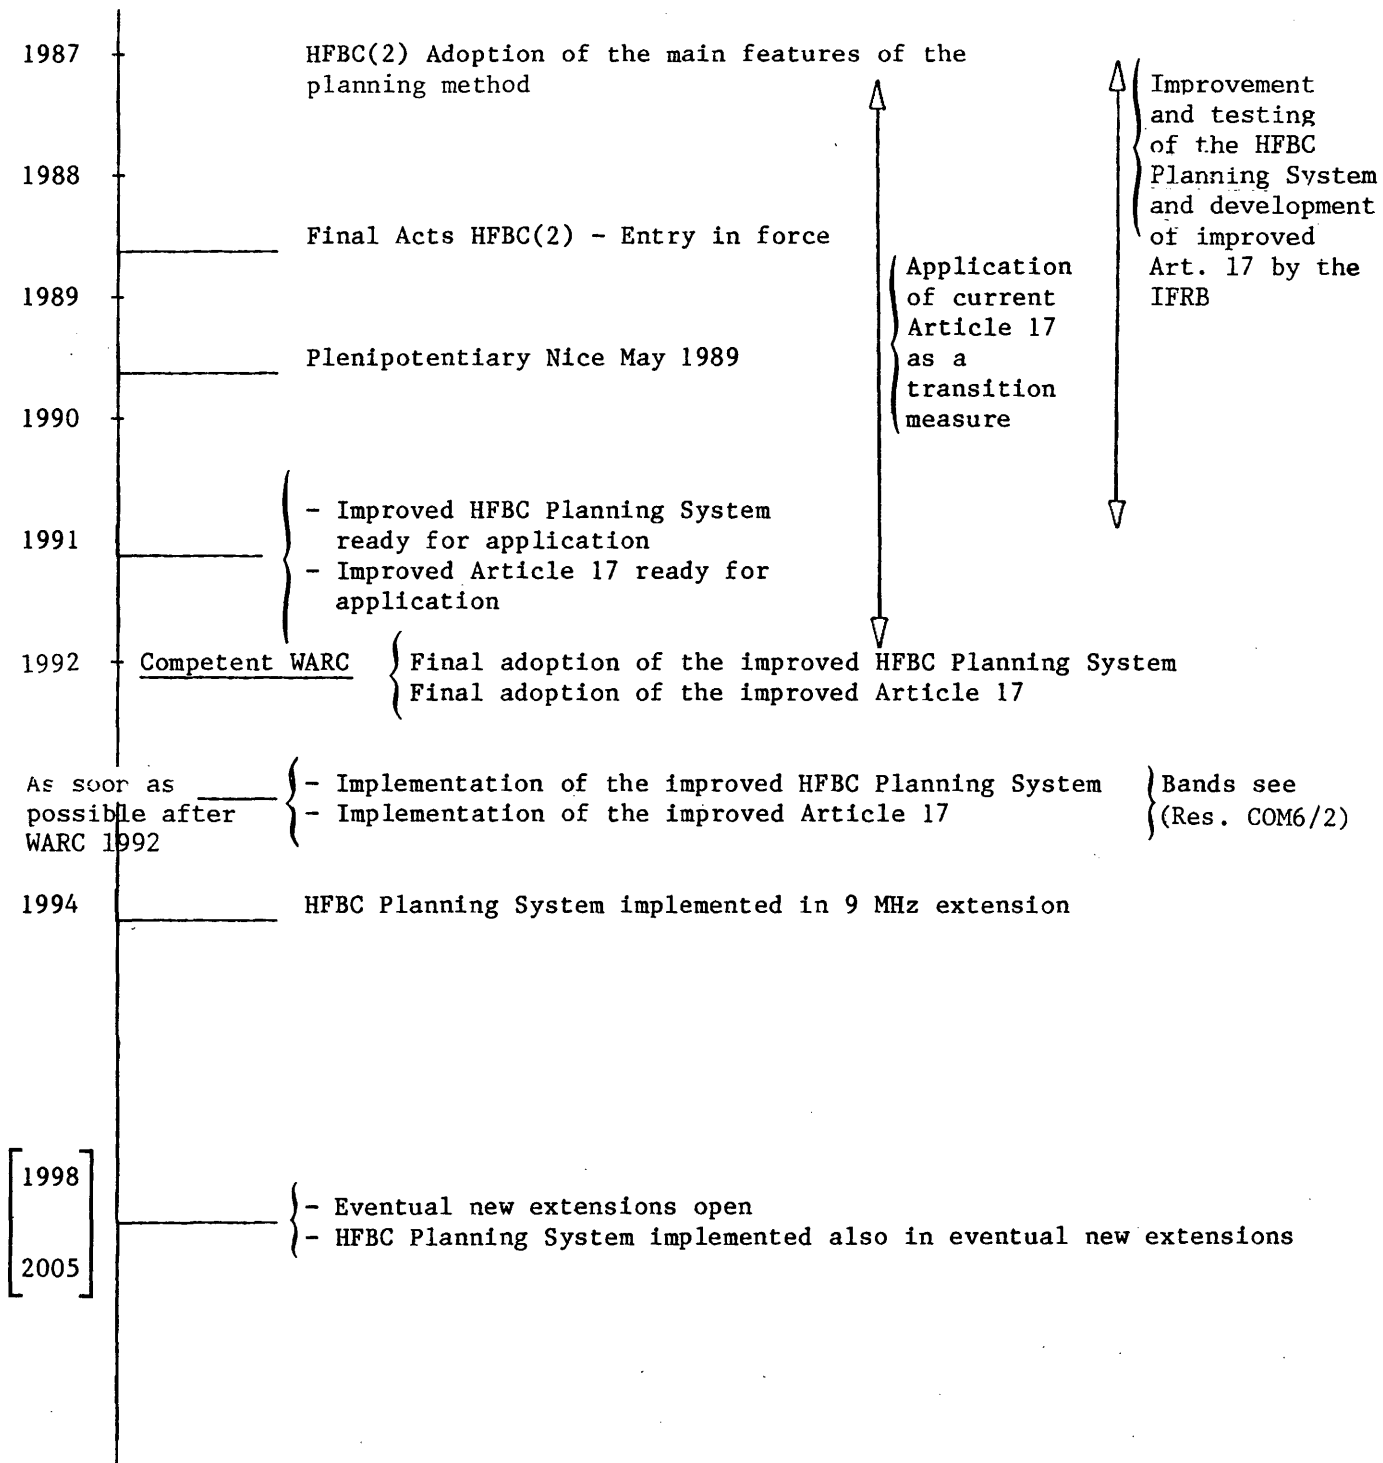 1987
HFBC(2) Adoption of the main features of the
planning method
Improvement
and testing
of the HFBC
Planning System
and development
of improved
Art. 17 by the
IFRB
1988
Final Acts HFBC(2) - Entry in force
Application
of current
Article 17
as a
transition
measure
1989
Plenipotentiary Nice May 1989
1990
- Improved HFBC Planning System
ready for application
- Improved Article 17 ready for
application
1991
1992
Competent WARC
Final adoption of the improved HFBC Planning System
Final adoption of the improved Article 17
As soon as
possible after
WARC 1992
- Implementation of the improved HFBC Planning System
- Implementation of the improved Article 17
Bands see
(Res. COM6/2)
1994
HFBC Planning System implemented in 9 MHz extension
1998
2005
- Eventual new extensions open
- HFBC Planning System implemented also in eventual new extensions